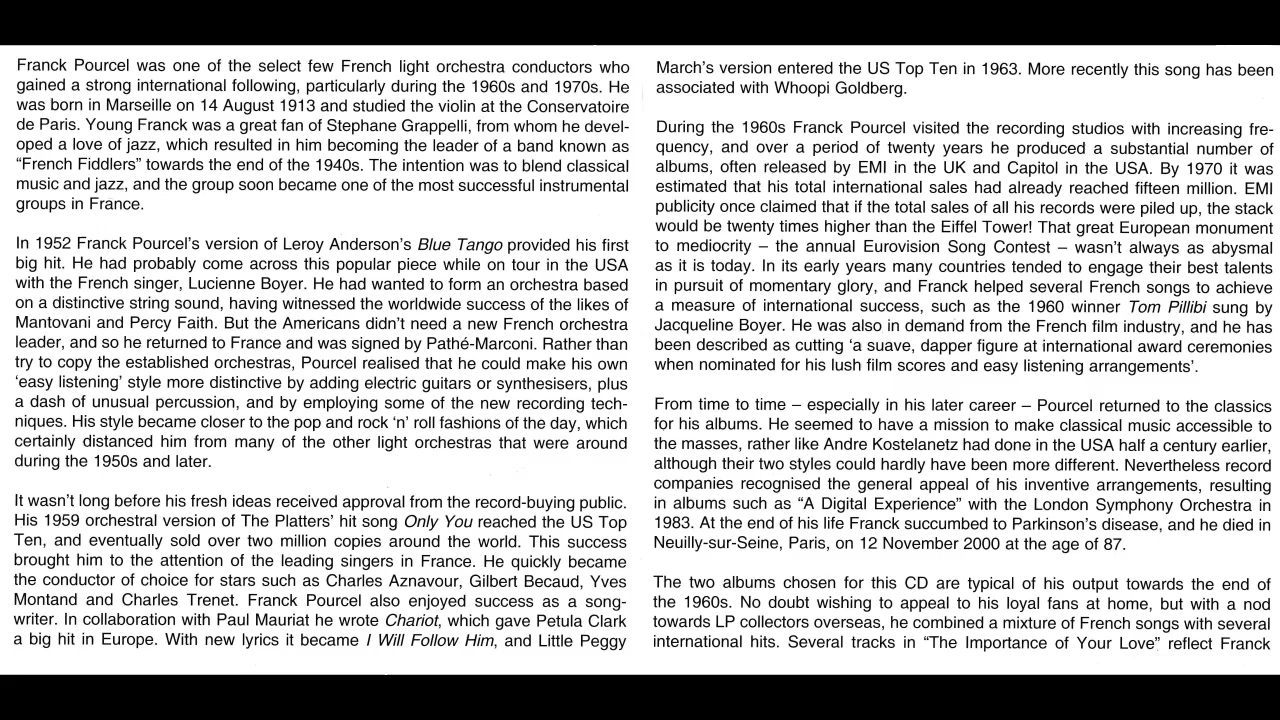 Franck Pourcel was one of the select few French light orchestra conductors who
gained a strong international following, particularly during the 1960s and 1970s. He
was born in Marseille on 14 August 1913 and studied the violin at the Conservatoire
de Paris. Young Franck was a great fan of Stephane Grappelli, from whom he devel-
oped a love of jazz, which resulted in him becoming the leader of a band known as
“French Fiddlers” towards the end of the 1940s. The intention was to blend classical
music and jazz, and the group soon became one of the most successful instrumental
groups in France.
In 1952 Franck Pourcel’s version of Leroy Anderson’s Blue Tango provided his first
big hit. He had probably come across this popular piece while on tour in the USA
with the French singer, Lucienne Boyer. He had wanted to form an orchestra based
on a distinctive string sound, having witnessed the worldwide success of the likes of
Mantovani and Percy Faith. But the Americans didn’t need a new French orchestra
leader, and so he returned to France and was signed by Pathé-Marconi. Rather than
try to copy the established orchestras, Pourcel realised that he could make his own
‘easy listening’ style more distinctive by adding electric guitars or synthesisers, plus
a dash of unusual percussion, and by employing some of the new recording tech-
niques. His style became closer to the pop and rock ‘n’ roll fashions of the day, which
certainly distanced him from many of the other light orchestras that were around
during the 1950s and later.
It wasn’t long before his fresh ideas received approval from the record-buying public.
His 1959 orchestral version of The Platters’ hit song Only You reached the US Top
Ten, and eventually sold over two million copies around the world. This success
brought him to the attention of the leading singers in France. He quickly became
the conductor of choice for stars such as Charles Aznavour, Gilbert Becaud, Yves
Montand and Charles Trenet. Franck Pourcel also enjoyed success as a song-
writer. In collaboration with Paul Mauriat he wrote Chariot, which gave Petula Clark
a big hit in Europe. With new lyrics it became I Will Follow Him, and Little Peggy
March’s version entered the US Top Ten in 1963. More recently this song has been
associated with Whoopi Goldberg.
During the 1960s Franck Pourcel visited the recording studios with increasing fre-
quency, and over a period of twenty years he produced a substantial number of
albums, often released by EMI in the UK and Capitol in the USA. By 1970 it was
estimated that his total international sales had already reached fifteen million. EMI
publicity once claimed that if the total sales of all his records were piled up, the stack
would be twenty times higher than the Eiffel Tower! That great European monument
to mediocrity – the annual Eurovision Song Contest – wasn’t always as abysmal
as it is today. In its early years many countries tended to engage their best talents
in pursuit of momentary glory, and Franck helped several French songs to achieve
a measure of international success, such as the 1960 winner Tom Pillibi sung by
Jacqueline Boyer. He was also in demand from the French film industry, and he has
been described as cutting ‘a suave, dapper figure at international award ceremonies
when nominated for his lush film scores and easy listening arrangements’.
From time to time – especially in his later career – Pourcel returned to the classics
for his albums. He seemed to have a mission to make classical music accessible to
the masses, rather like Andre Kostelanetz had done in the USA half a century earlier,
although their two styles could hardly have been more different. Nevertheless record
companies recognised the general appeal of his inventive arrangements, resulting
in albums such as “A Digital Experience” with the London Symphony Orchestra in
1983. At the end of his life Franck succumbed to Parkinson’s disease, and he died in
Neuilly-sur-Seine, Paris, on 12 November 2000 at the age of 87.
The two albums chosen for this CD are typical of his output towards the end of
the 1960s. No doubt wishing to appeal to his loyal fans at home, but with a nod
towards LP collectors overseas, he combined a mixture of French songs with several
international hits. Several tracks in “The Importance of Your Love” reflect Franck